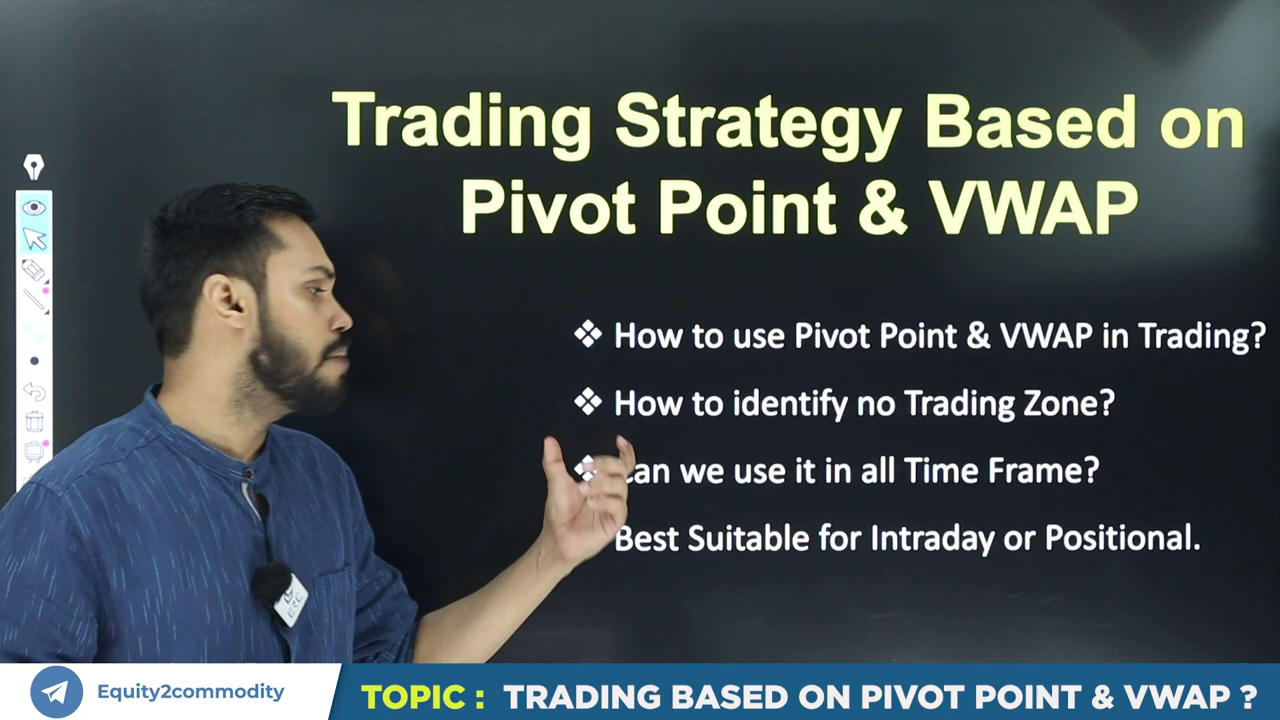 Trading Strategy Based on
Pivot Point & VWAP
❖ How to use Pivot Point & VWAP in Trading?
❖ How to identify no Trading Zone?
❖ Can we use it in all Time Frame?
Best Suitable for Intraday or Positional.
ERC
Equity2commodity
TOPIC : TRADING BASED ON PIVOT POINT & VWAP ?